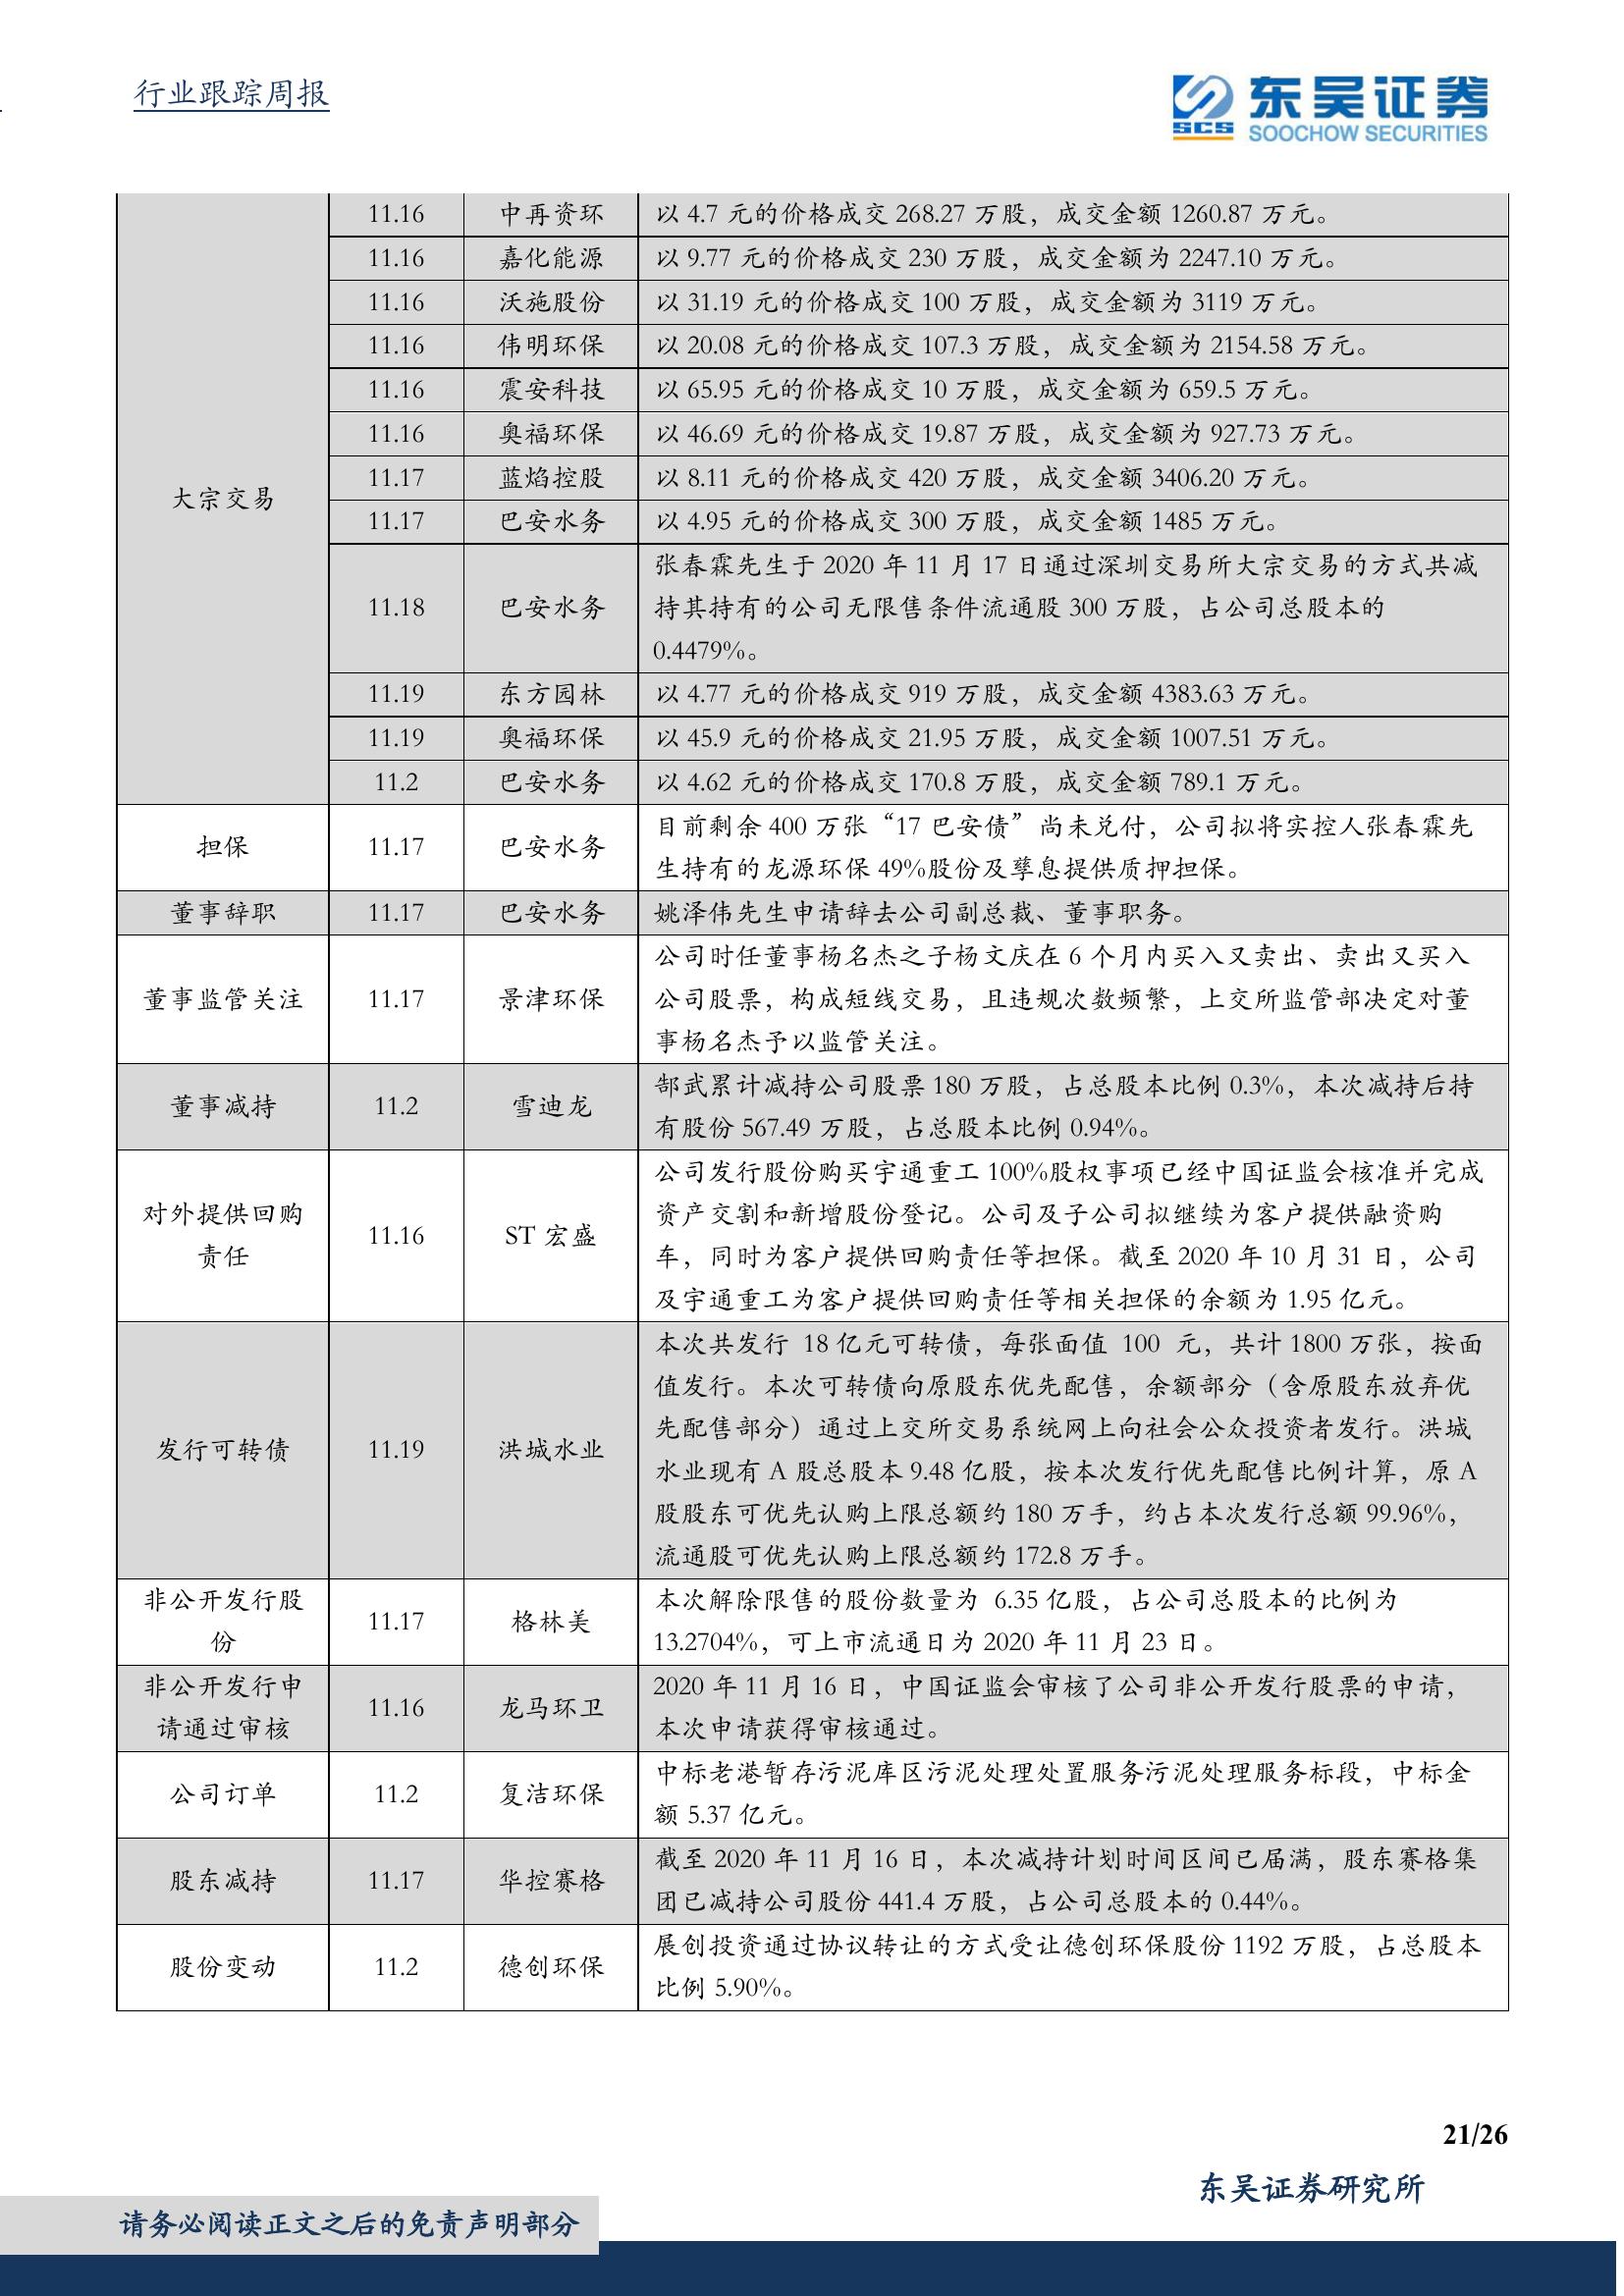 行业跟踪周报
东吴证券
SCS
SOOCHOW SECURITIES
大宗交易
11.16 中再资环 以 4.7 元的价格成交 268.27 万股，成交金额 1260.87 万元。
11.16 嘉化能源 以 9.77 元的价格成交 230 万股，成交金额为 2247.10 万元。
11.16 沃施股份 以 31.19 元的价格成交 100 万股，成交金额为 3119 万元。
11.16 伟明环保 以 20.08 元的价格成交 107.3 万股，成交金额为 2154.58 万元。
11.16 震安科技 以 65.95 元的价格成交 10 万股，成交金额为 659.5 万元。
11.16 奥福环保 以 46.69 元的价格成交 19.87 万股，成交金额为 927.73 万元。
11.17 蓝焰控股 以 8.11 元的价格成交 420 万股，成交金额 3406.20 万元。
11.17 巴安水务 以 4.95 元的价格成交 300 万股，成交金额 1485 万元。
11.18 巴安水务 张春霖先生于 2020 年 11 月 17 日通过深圳交易所大宗交易的方式共减
持其持有的公司无限售条件流通股 300 万股，占公司总股本的
0.4479%。
11.19 东方园林 以 4.77 元的价格成交 919 万股，成交金额 4383.63 万元。
11.19 奥福环保 以 45.9 元的价格成交 21.95 万股，成交金额 1007.51 万元。
11.2 巴安水务 以 4.62 元的价格成交 170.8 万股，成交金额 789.1 万元。
担保 11.17 巴安水务 目前剩余 400 万张“17 巴安债”尚未兑付，公司拟将实控人张春霖先
生持有的龙源环保 49%股份及孳息提供质押担保。
董事辞职 11.17 巴安水务 姚泽伟先生申请辞去公司副总裁、董事职务。
董事监管关注 11.17 景津环保 公司时任董事杨名杰之子杨文庆在 6 个月内买入又卖出、卖出又买入
公司股票，构成短线交易，且违规次数频繁，上交所监管部决定对董
事杨名杰予以监管关注。
董事减持 11.2 雪迪龙 郜武累计减持公司股票 180 万股，占总股本比例 0.3%，本次减持后持
有股份 567.49 万股，占总股本比例 0.94%。
对外提供回购
责任 11.16 ST 宏盛 公司发行股份购买宇通重工 100%股权事项已经中国证监会核准并完成
资产交割和新增股份登记。公司及子公司拟继续为客户提供融资购
车，同时为客户提供回购责任等担保。截至 2020 年 10 月 31 日，公司
及宇通重工为客户提供回购责任等相关担保的余额为 1.95 亿元。
发行可转债 11.19 洪城水业 本次共发行 18 亿元可转债，每张面值 100 元，共计 1800 万张，按面
值发行。本次可转债向原股东优先配售，余额部分（含原股东放弃优
先配售部分）通过上交所交易系统网上向社会公众投资者发行。洪城
水业现有 A 股总股本 9.48 亿股，按本次发行优先配售比例计算，原 A
股股东可优先认购上限总额约 180 万手，约占本次发行总额 99.96%，
流通股可优先认购上限总额约 172.8 万手。
非公开发行股
份 11.17 格林美 本次解除限售的股份数量为 6.35 亿股，占公司总股本的比例为
13.2704%，可上市流通日为 2020 年 11 月 23 日。
非公开发行申
请通过审核 11.16 龙马环卫 2020 年 11 月 16 日，中国证监会审核了公司非公开发行股票的申请，
本次申请获得审核通过。
公司订单 11.2 复洁环保 中标老港暂存污泥库区污泥处理处置服务污泥处理服务标段，中标金
额 5.37 亿元。
股东减持 11.17 华控赛格 截至 2020 年 11 月 16 日，本次减持计划时间区间已届满，股东赛格集
团已减持公司股份 441.4 万股，占公司总股本的 0.44%。
股份变动 11.2 德创环保 展创投资通过协议转让的方式受让德创环保股份 1192 万股，占总股本
比例 5.90%。
21/26
东吴证券研究所
请务必阅读正文之后的免责声明部分